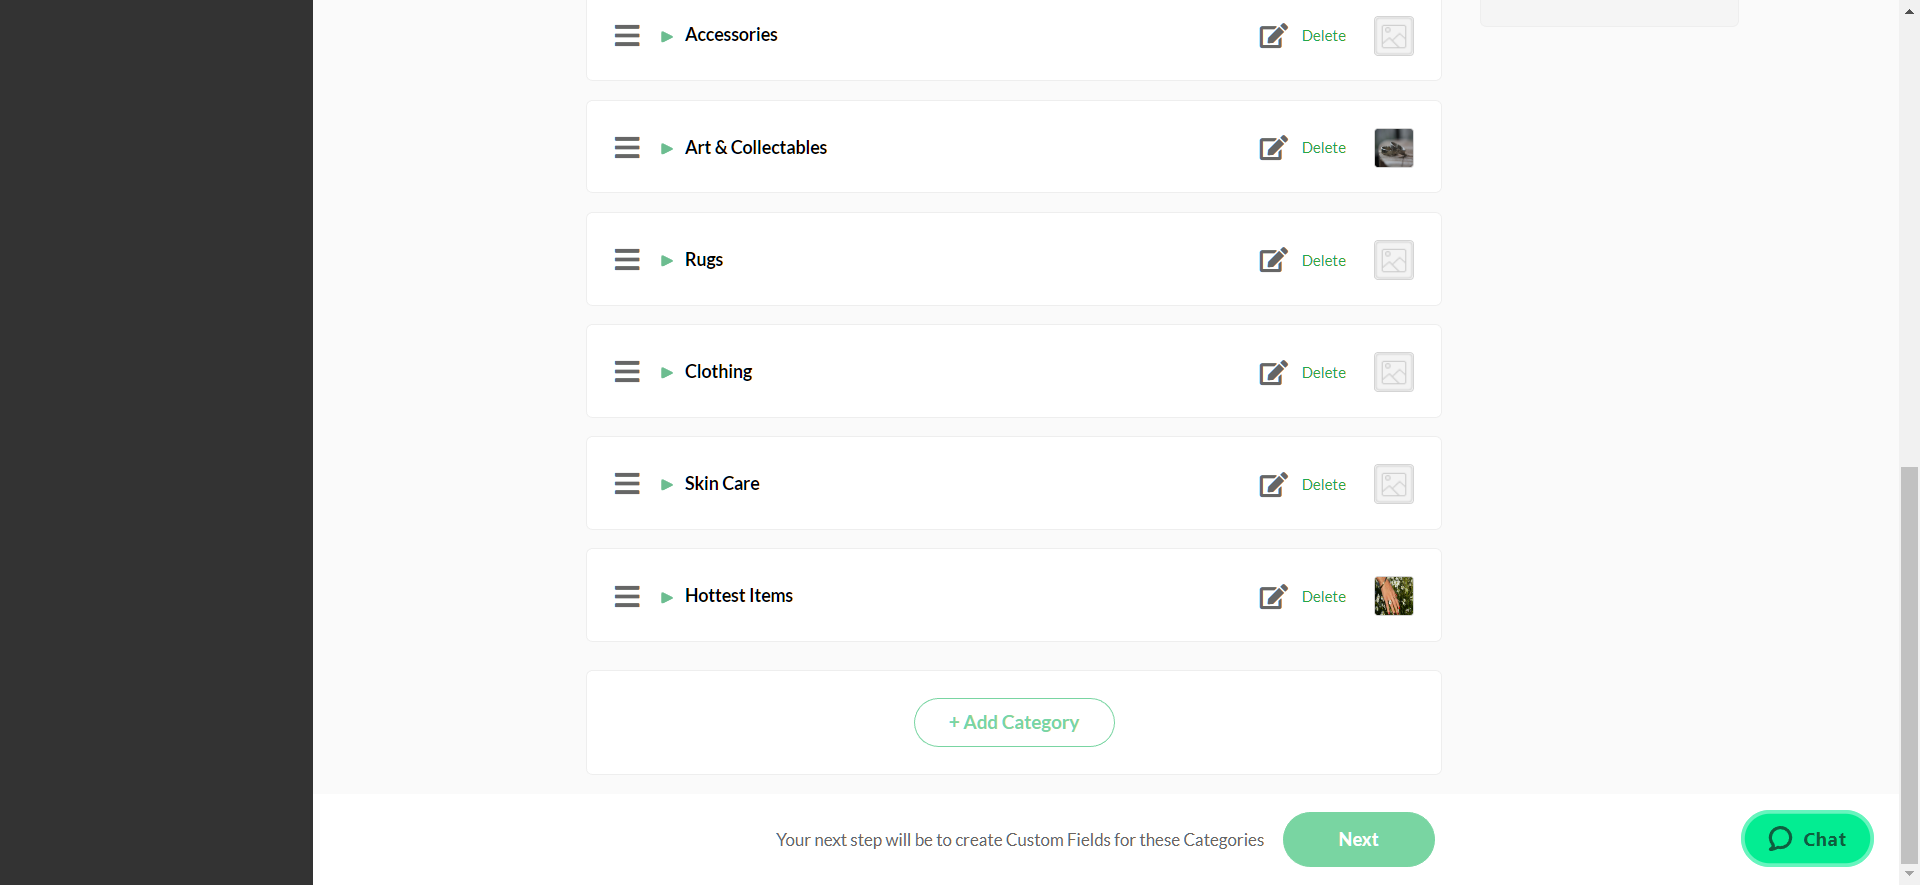 Accessories
Delete
Art & Collectables
Delete
Rugs
Delete
Clothing
Delete
Skin Care
Delete
Hottest Items
Delete
+ Add Category
Your next step will be to create Custom Fields for these Categories
Next
Chat